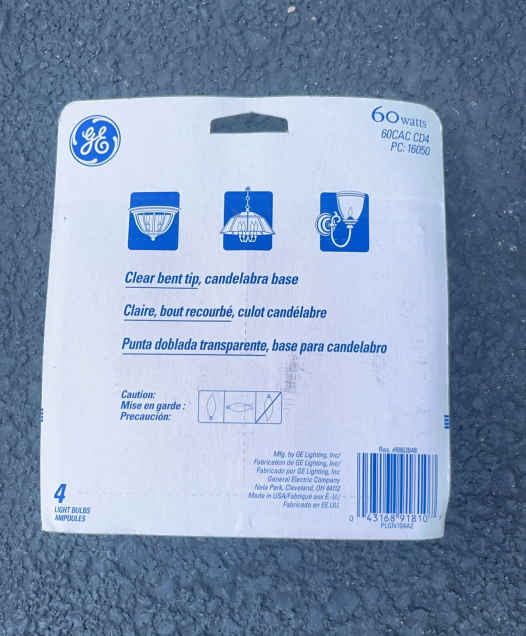 GE
60 watts
60CAC CD4
PC: 16050
Clear bent tip, candelabra base
Claire, bout recourbé, culot candélabre
Punta doblada transparente, base para candelabro
Caution:
Mise en garde :
Precaución:
Mfg. by GE Lighting, Inc/
Fabrication de GE Lighting, Inc/
Fabricado por GE Lighting, Inc
General Electric Company
Nela Park, Cleveland, OH 44112
Made in USA/Fabriqué aux É.-U./
Fabricado en EE.UU.
4
LIGHT BULBS
AMPOULES
0 43168 91810